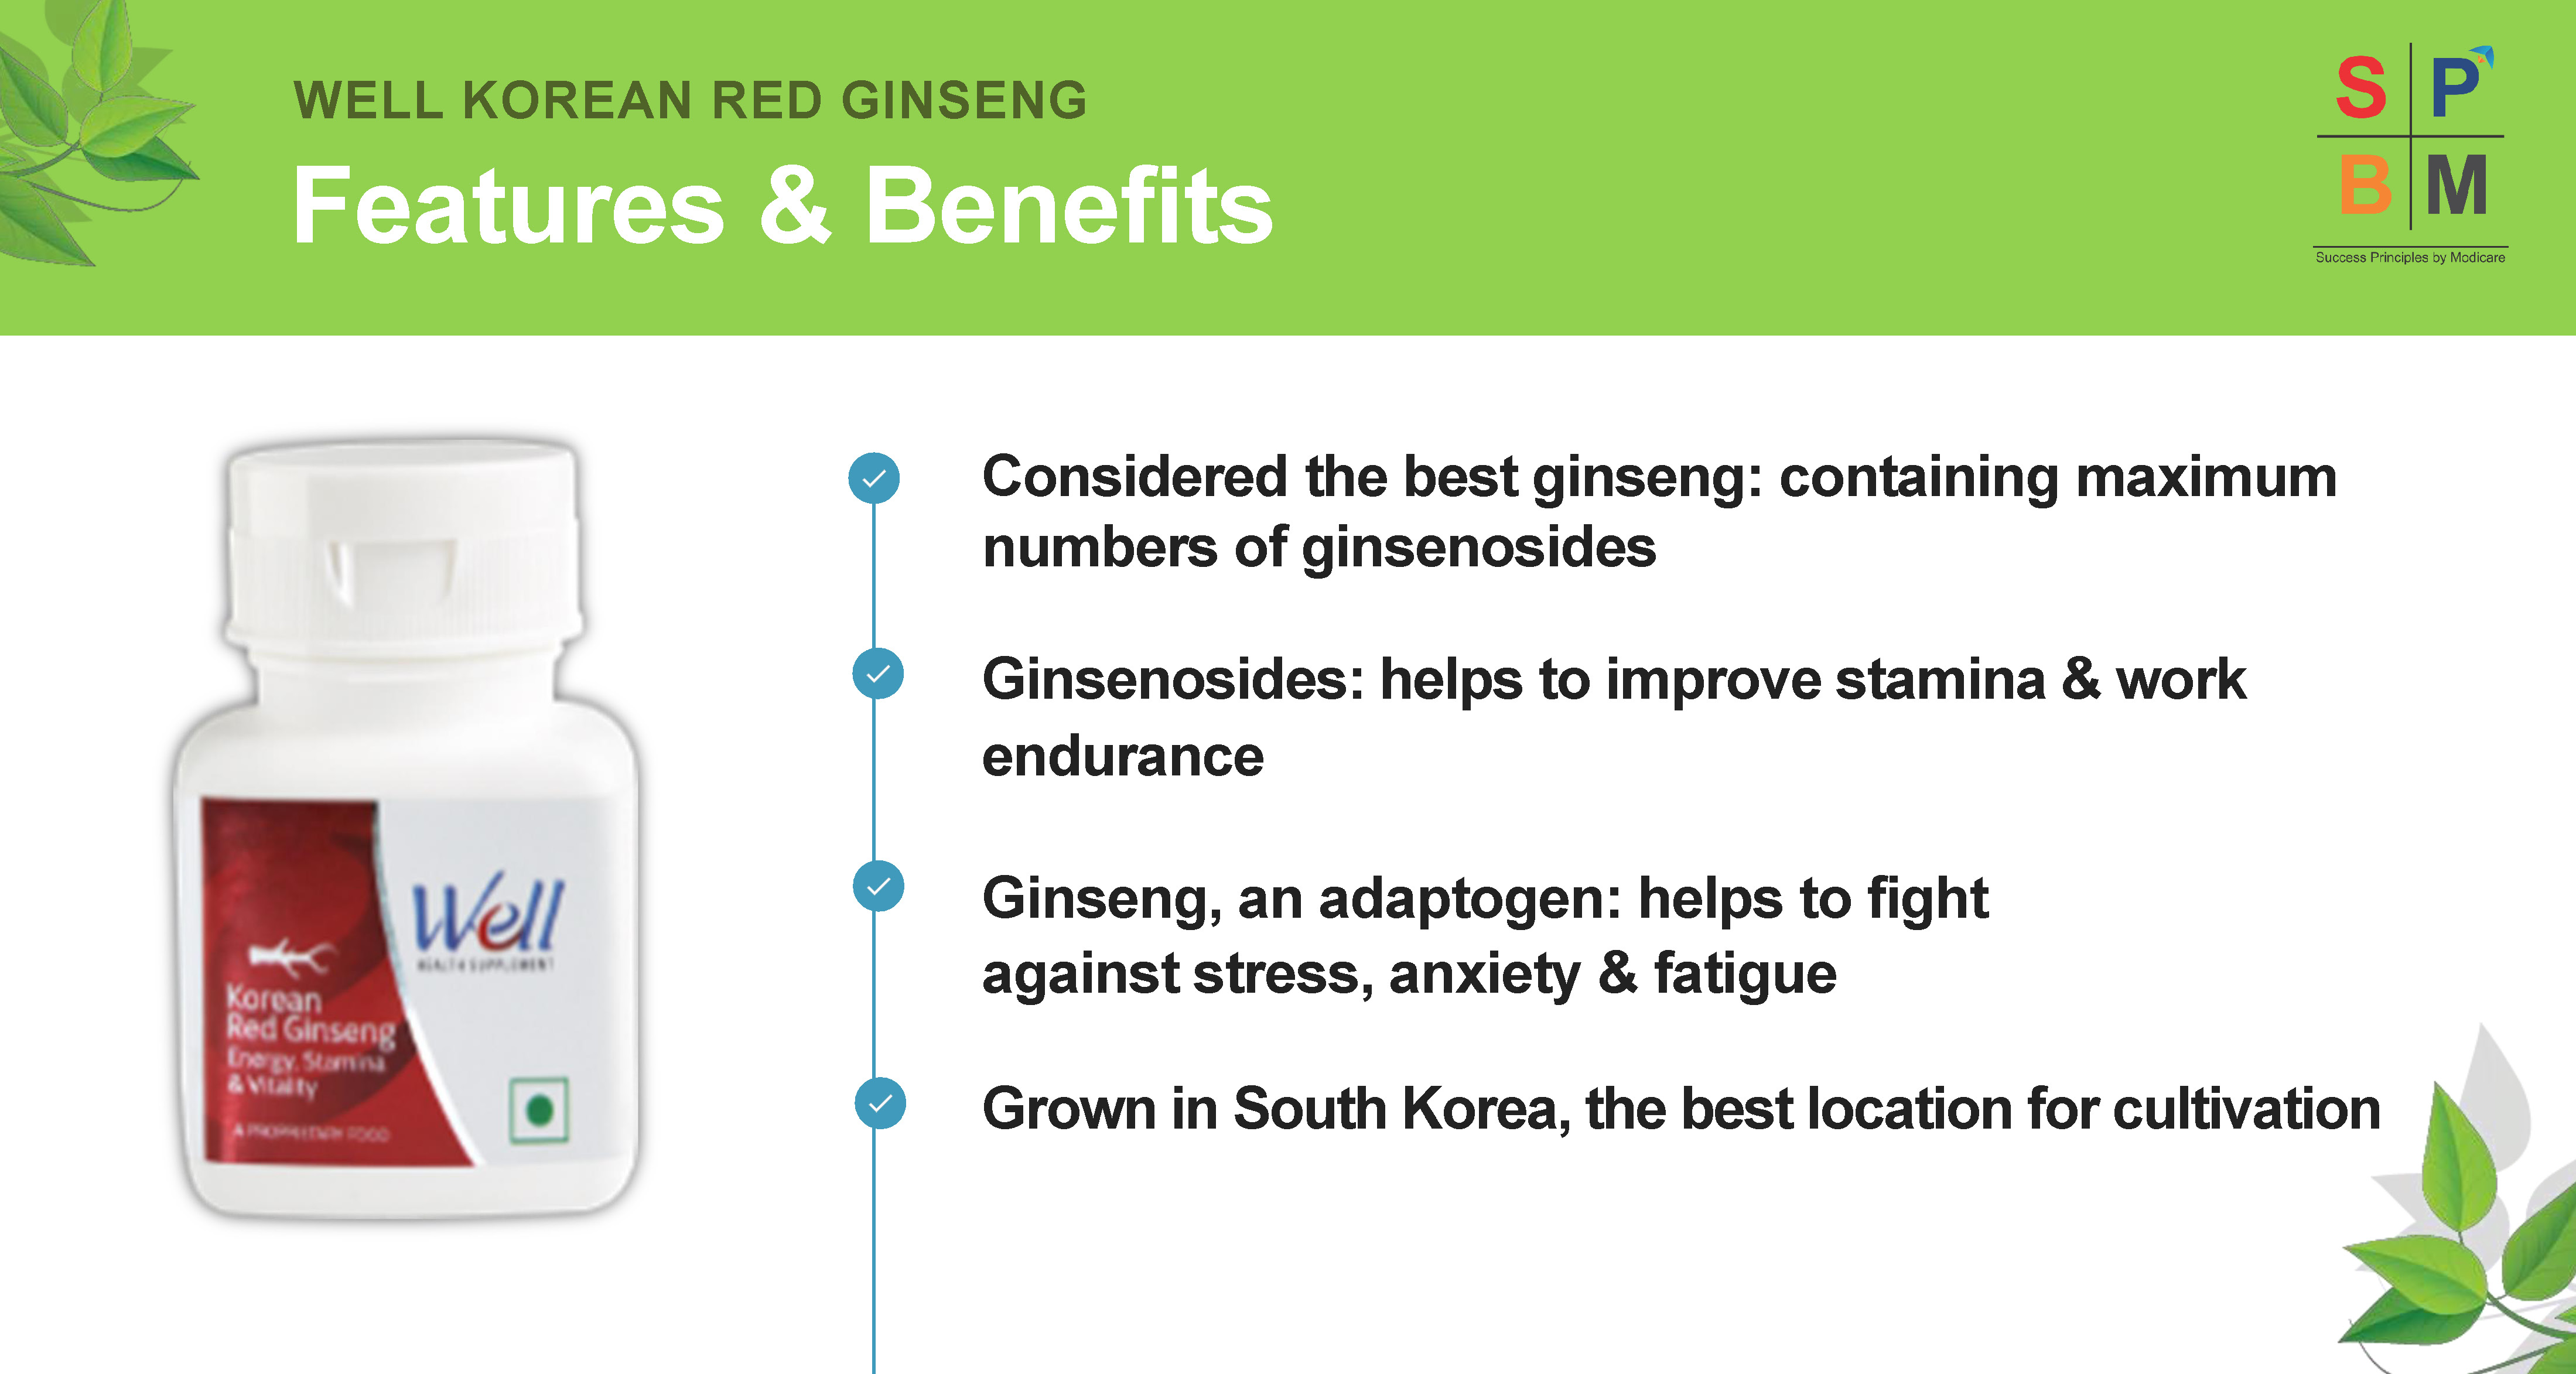 WELL KOREAN RED GINSENG
Features & Benefits
S P
B M
Success Principles by Modicare
Considered the best ginseng: containing maximum
numbers of ginsenosides
Ginsenosides: helps to improve stamina & work
endurance
Ginseng, an adaptogen: helps to fight
against stress, anxiety & fatigue
Grown in South Korea, the best location for cultivation
Well
HEALTH SUPPLEMENT
Korean
Red Ginseng
Energy, Stamina
& Vitality
A PROPRIETARY FOOD